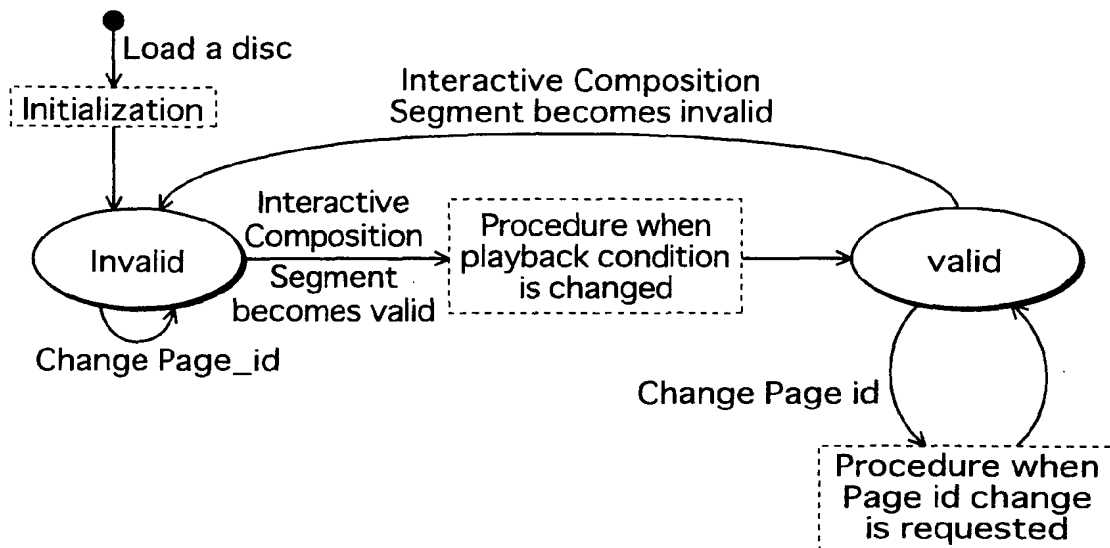 Load a disc
Initialization
Interactive Composition
Segment becomes invalid
Invalid
Interactive
Composition
Segment
becomes valid
Procedure when
playback condition
is changed
valid
Change Page_id
Change Page id
Procedure when
Page id change
is requested